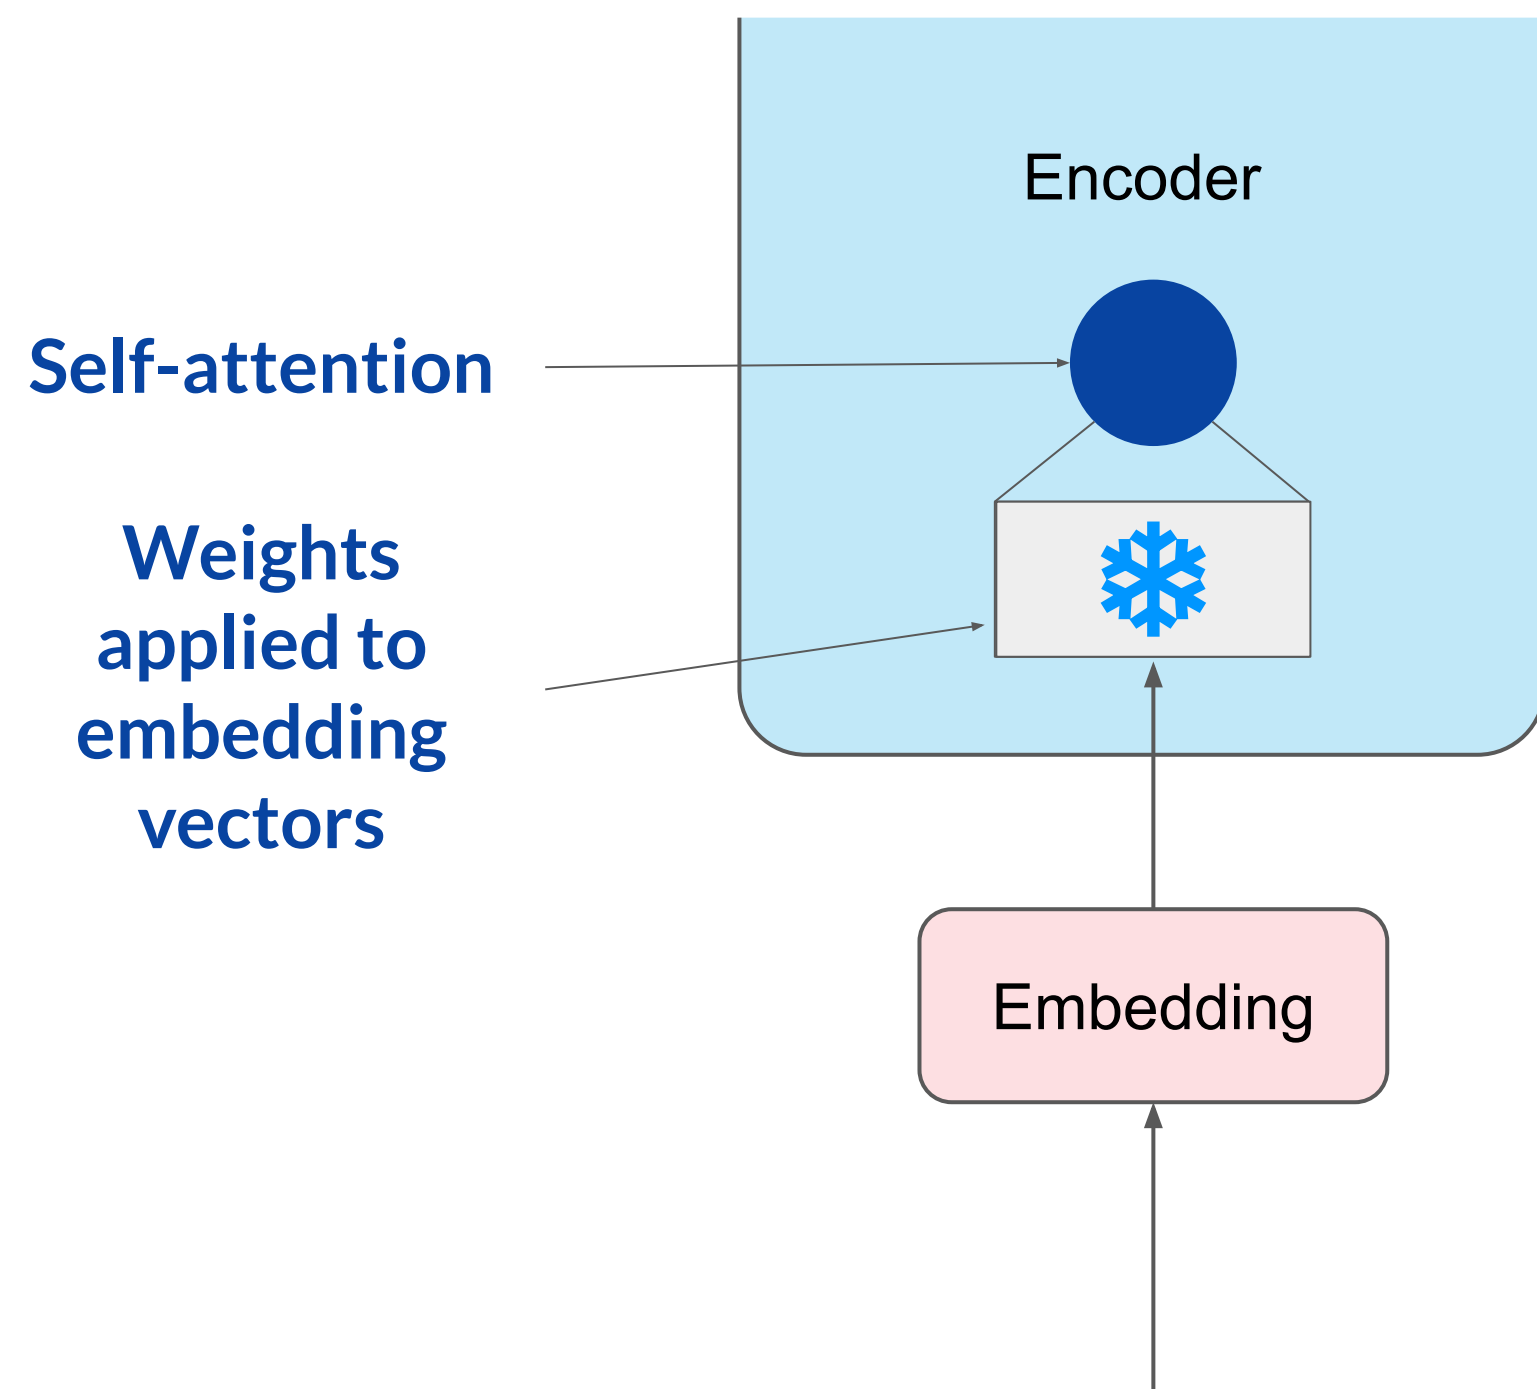 Encoder
Self-attention
Weights
applied to
embedding
vectors
Embedding